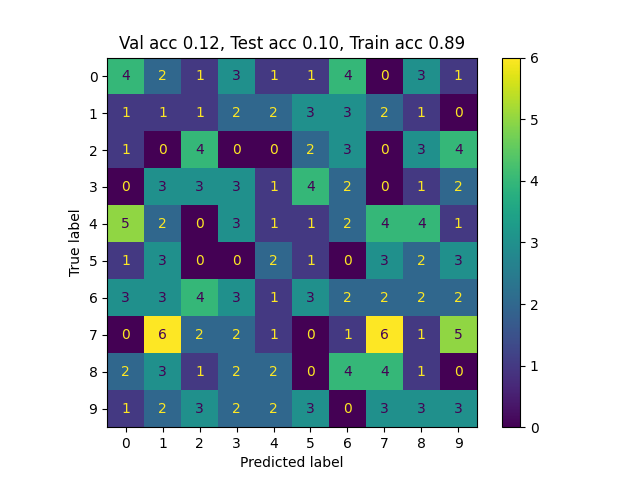 Val acc 0.12, Test acc 0.10, Train acc 0.89
True label
0 4 2 1 3 1 1 4 0 3 1
1 1 1 1 2 2 3 3 2 1 0
2 1 0 4 0 0 2 3 0 3 4
3 0 3 3 3 1 4 2 0 1 2
4 5 2 0 3 1 1 2 4 4 1
5 1 3 0 0 2 1 0 3 2 3
6 3 3 4 3 1 3 2 2 2 2
7 0 6 2 2 1 0 1 6 1 5
8 2 3 1 2 2 0 4 4 1 0
9 1 2 3 2 2 3 0 3 3 3
0 1 2 3 4 5 6 7 8 9
Predicted label
6
5
4
3
2
1
0